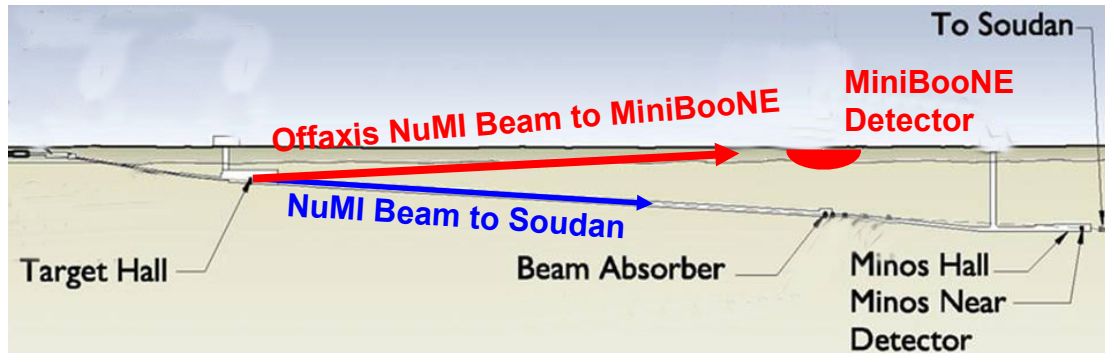 To Soudan
MiniBooNE
Detector
Offaxis NuMI Beam to MiniBooNE
NuMI Beam to Soudan
Target Hall
Beam Absorber
Minos Hall
Minos Near
Detector